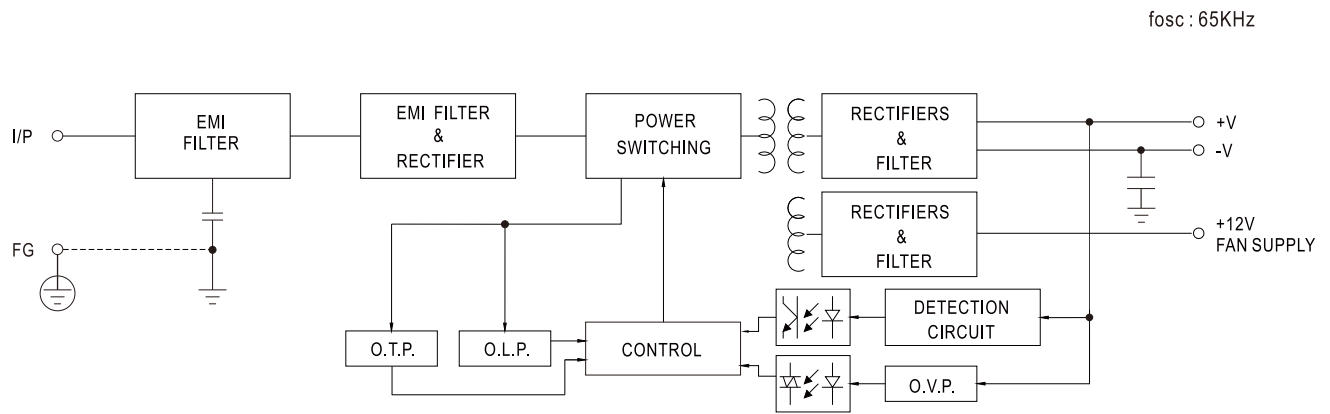 fosc : 65KHz
I/P
EMI
FILTER
EMI FILTER
&
RECTIFIER
POWER
SWITCHING
RECTIFIERS
&
FILTER
+V
-V
FG
RECTIFIERS
&
FILTER
+12V
FAN SUPPLY
O.T.P.
O.L.P.
CONTROL
DETECTION
CIRCUIT
O.V.P.